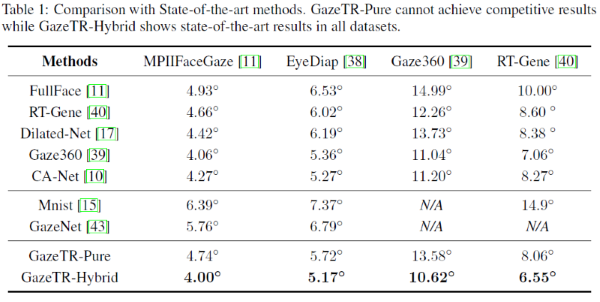 Table 1: Comparison with State-of-the-art methods. GazeTR-Pure cannot achieve competitive results
while GazeTR-Hybrid shows state-of-the-art results in all datasets.
Methods MPIIFaceGaze [11] EyeDiap [38] Gaze360 [39] RT-Gene [40]
FullFace [11] 4.93° 6.53° 14.99° 10.00°
RT-Gene [40] 4.66° 6.02° 12.26° 8.60 °
Dilated-Net [17] 4.42° 6.19° 13.73° 8.38 °
Gaze360 [39] 4.06° 5.36° 11.04° 7.06°
CA-Net [10] 4.27° 5.27° 11.20° 8.27°
Mnist [15] 6.39° 7.37° N/A 14.9°
GazeNet [43] 5.76° 6.79° N/A N/A
GazeTR-Pure 4.74° 5.72° 13.58° 8.06°
GazeTR-Hybrid 4.00° 5.17° 10.62° 6.55°